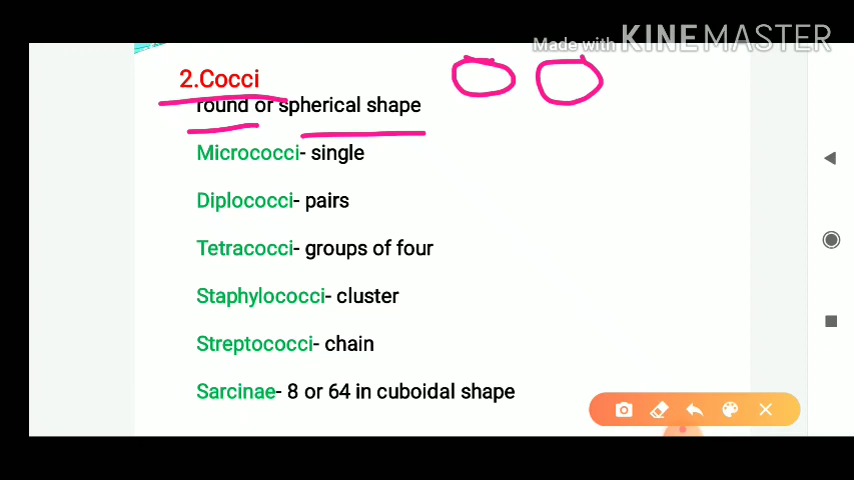 Made with KINEMASTER
2.Cocci
round or spherical shape
Micrococci- single
Diplococci- pairs
Tetracocci- groups of four
Staphylococci- cluster
Streptococci- chain
Sarcinae- 8 or 64 in cuboidal shape